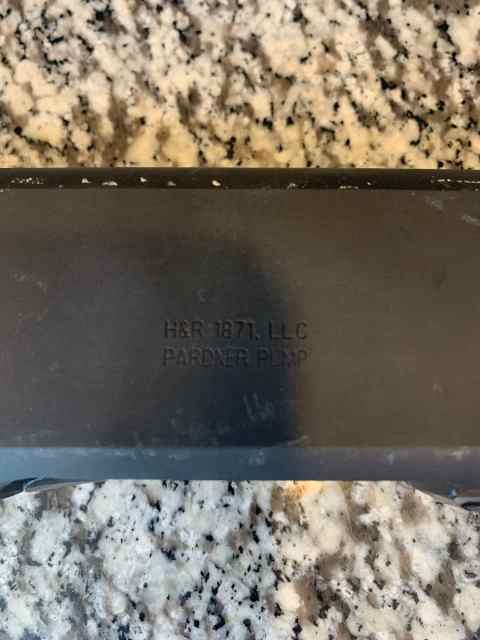 H&R 1871, LLC
PARDNER PUMP